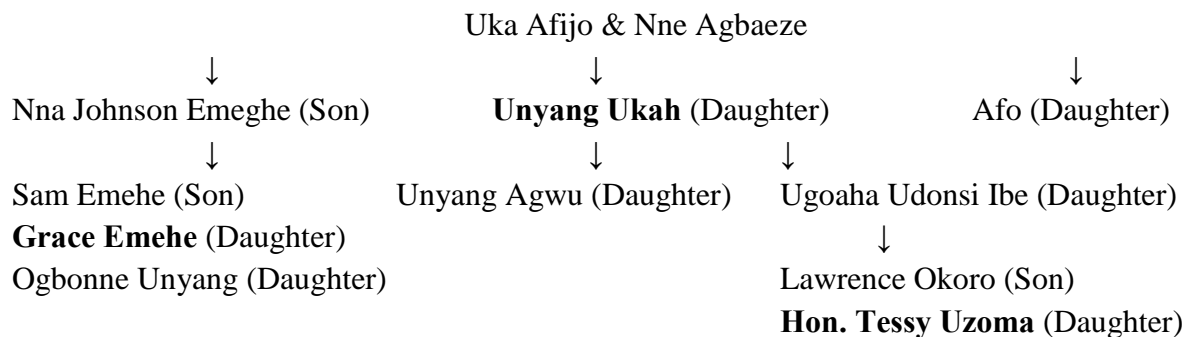 Uka Afijo & Nne Agbaeze
↓ ↓ ↓
Nna Johnson Emeghe (Son) Unyang Ukah (Daughter) Afo (Daughter)
↓ ↓ ↓
Sam Emehe (Son) Unyang Agwu (Daughter) Ugoaha Udonsi Ibe (Daughter)
Grace Emehe (Daughter) ↓
Ogbonne Unyang (Daughter) Lawrence Okoro (Son)
Hon. Tessy Uzoma (Daughter)